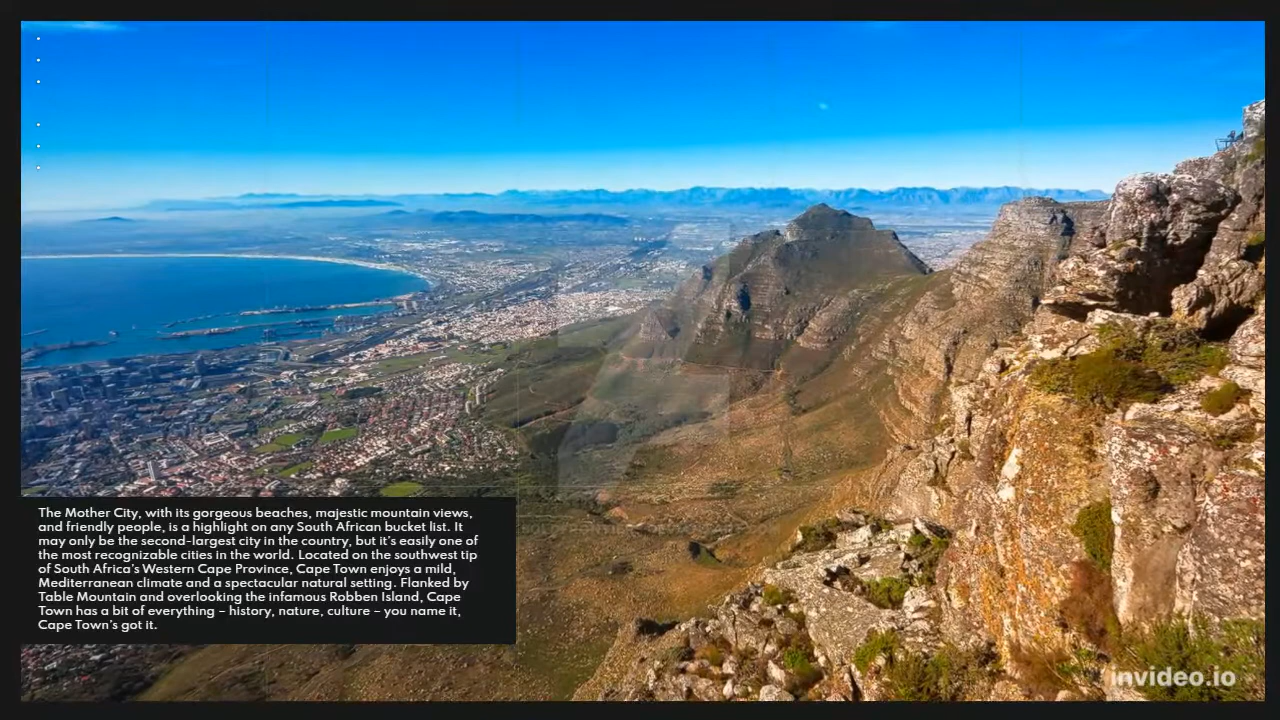 The Mother City, with its gorgeous beaches, majestic mountain views,
and friendly people, is a highlight on any South African bucket list. It
may only be the second-largest city in the country, but it's easily one of
the most recognizable cities in the world. Located on the southwest tip
of South Africa's Western Cape Province, Cape Town enjoys a mild,
Mediterranean climate and a spectacular natural setting. Flanked by
Table Mountain and overlooking the infamous Robben Island, Cape
Town has a bit of everything – history, nature, culture – you name it,
Cape Town's got it.
invideo.io